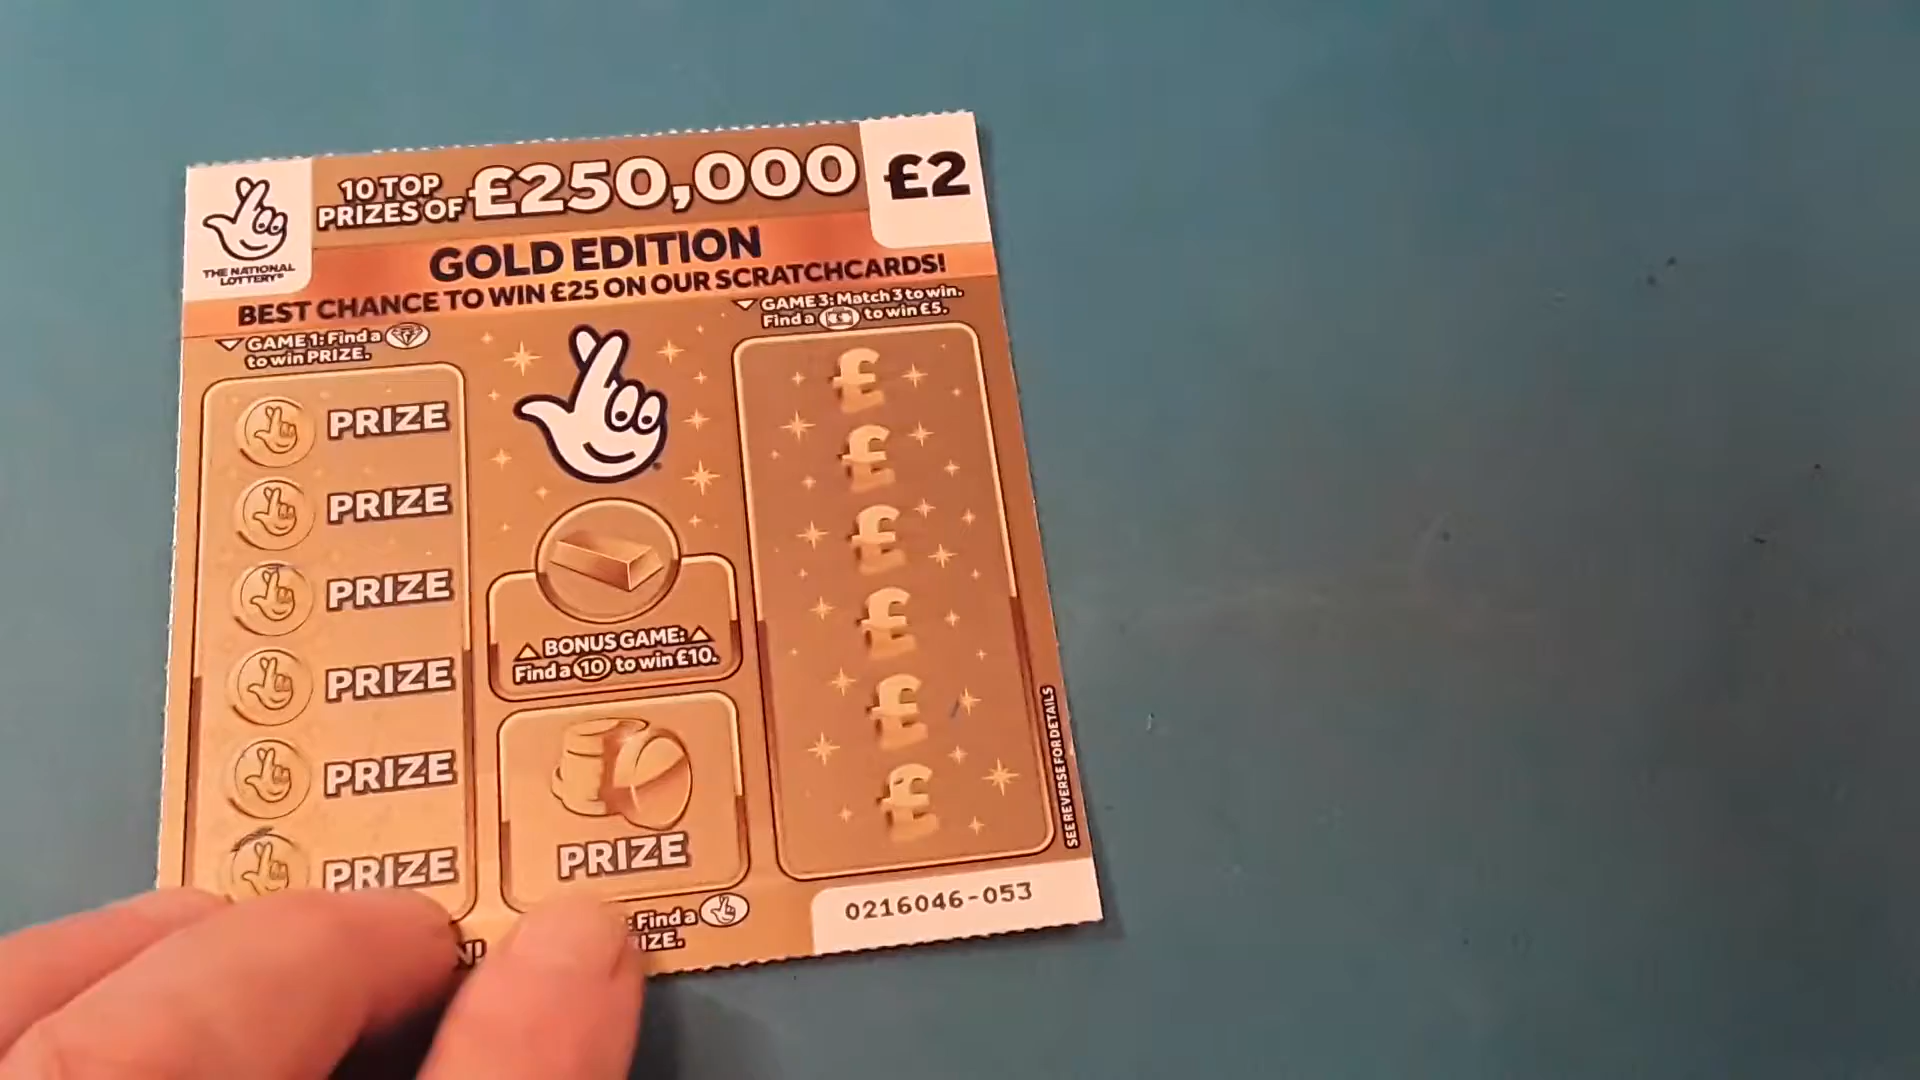 10 TOP
PRIZES OF £250,000
£2
THE NATIONAL
LOTTERY®
GOLD EDITION
BEST CHANCE TO WIN £25 ON OUR SCRATCHCARDS!
GAME 1: Find a
to win PRIZE.
GAME 3: Match 3 to win.
Find a to win £5.
PRIZE
PRIZE
PRIZE
PRIZE
PRIZE
PRIZE
BONUS GAME:
Find a 10 to win £10.
PRIZE
: Find a
IZE.
N!
£
£
£
£
£
£
SEE REVERSE FOR DETAILS
0216046-053